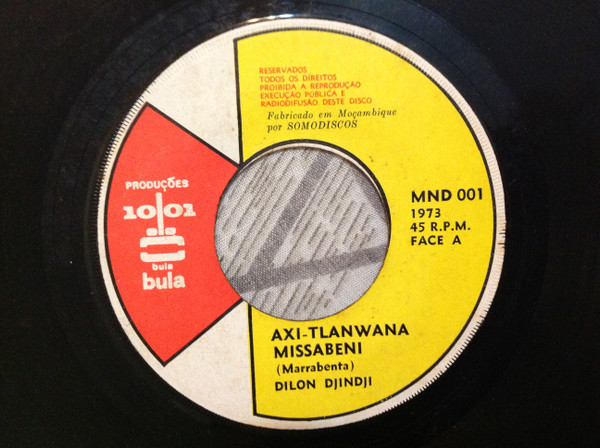 RESERVADOS
TODOS OS DIREITOS
PROIBIDA A REPRODUÇÃO
EXECUÇÃO PÚBLICA E
RADIODIFUSÃO DESTE DISCO
Fabricado em Moçambique
por SOMODISCOS
PRODUÇÕES
1001
bula
bula
MND 001
1973
45 R.P.M.
FACE A
AXI-TLANWANA
MISSABENI
(Marrabenta)
DILON DJINDJI